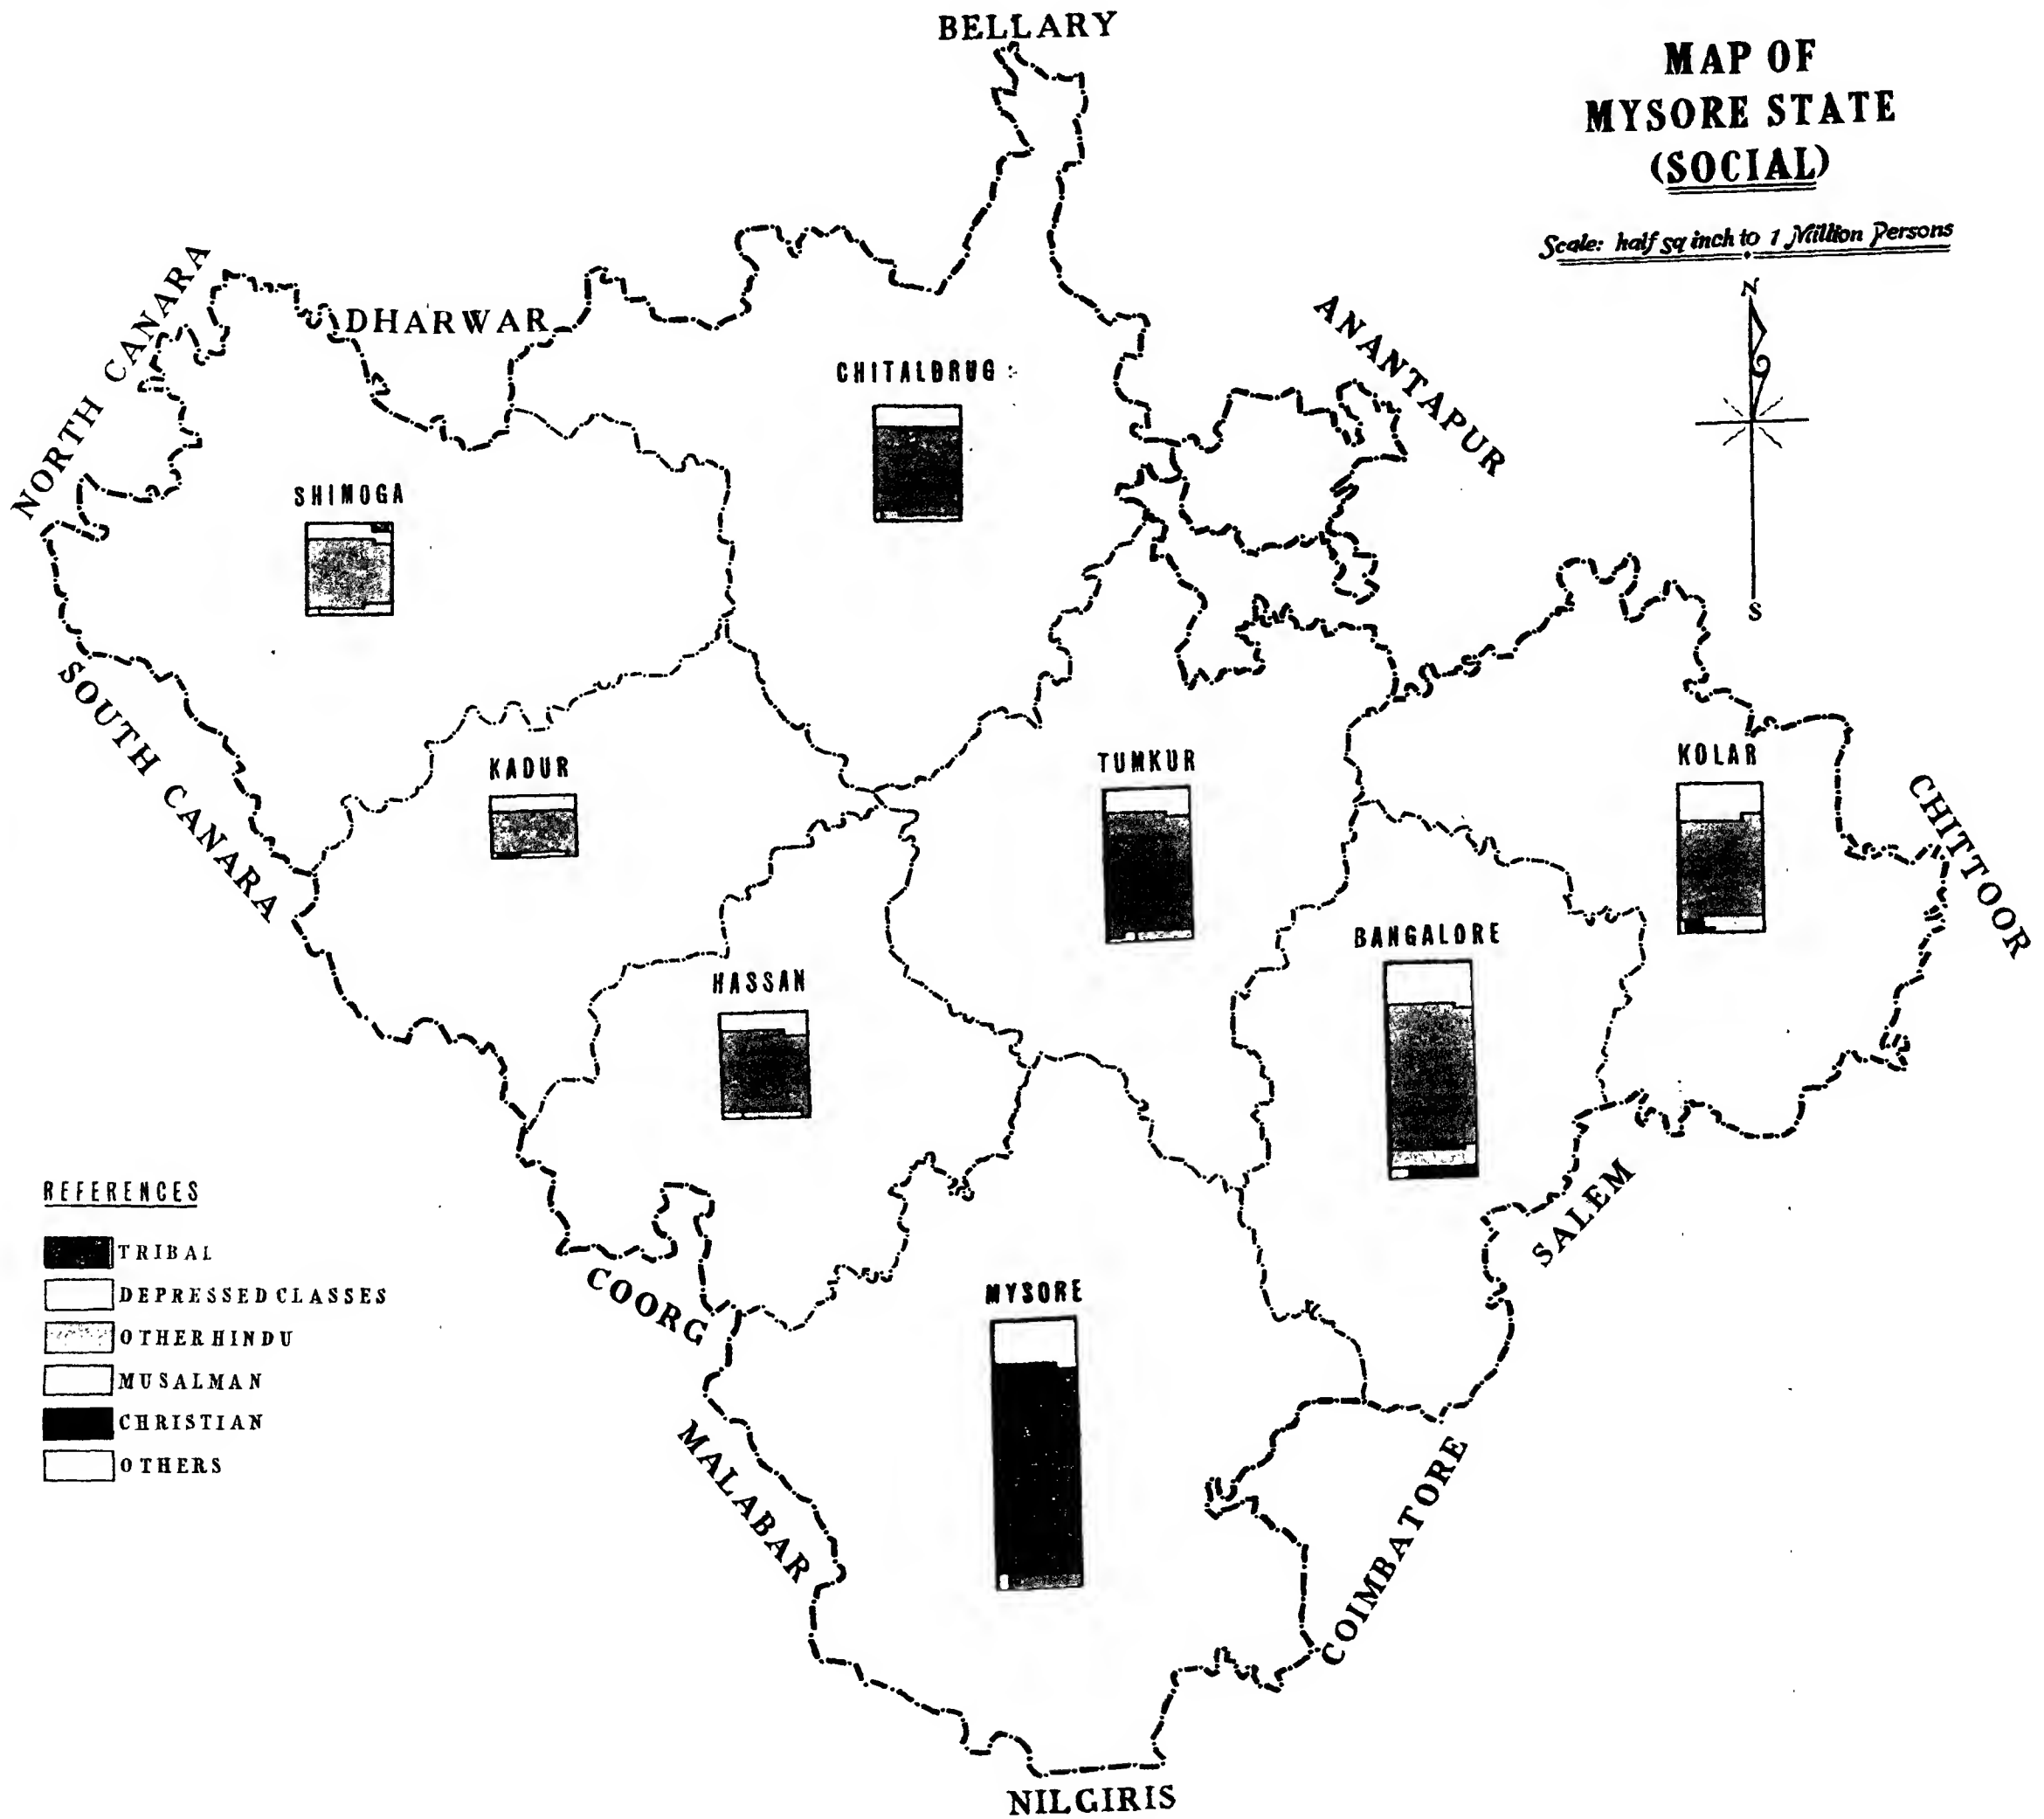 MAP OF
MYSORE STATE
(SOCIAL)
Scale: half sq inch to 1 Million Persons
N
S
BELLARY
NORTH CANARA
DHARWAR
ANANTAPUR
CHITALDRUG
SHIMOGA
SOUTH CANARA
KADUR
TUMKUR
KOLAR
CHITTOOR
HASSAN
BANGALORE
SALEM
COORG
MYSORE
MALABAR
COIMBATORE
NILGIRIS
REFERENCES
TRIBAL
DEPRESSED CLASSES
OTHER HINDU
MUSALMAN
CHRISTIAN
OTHERS